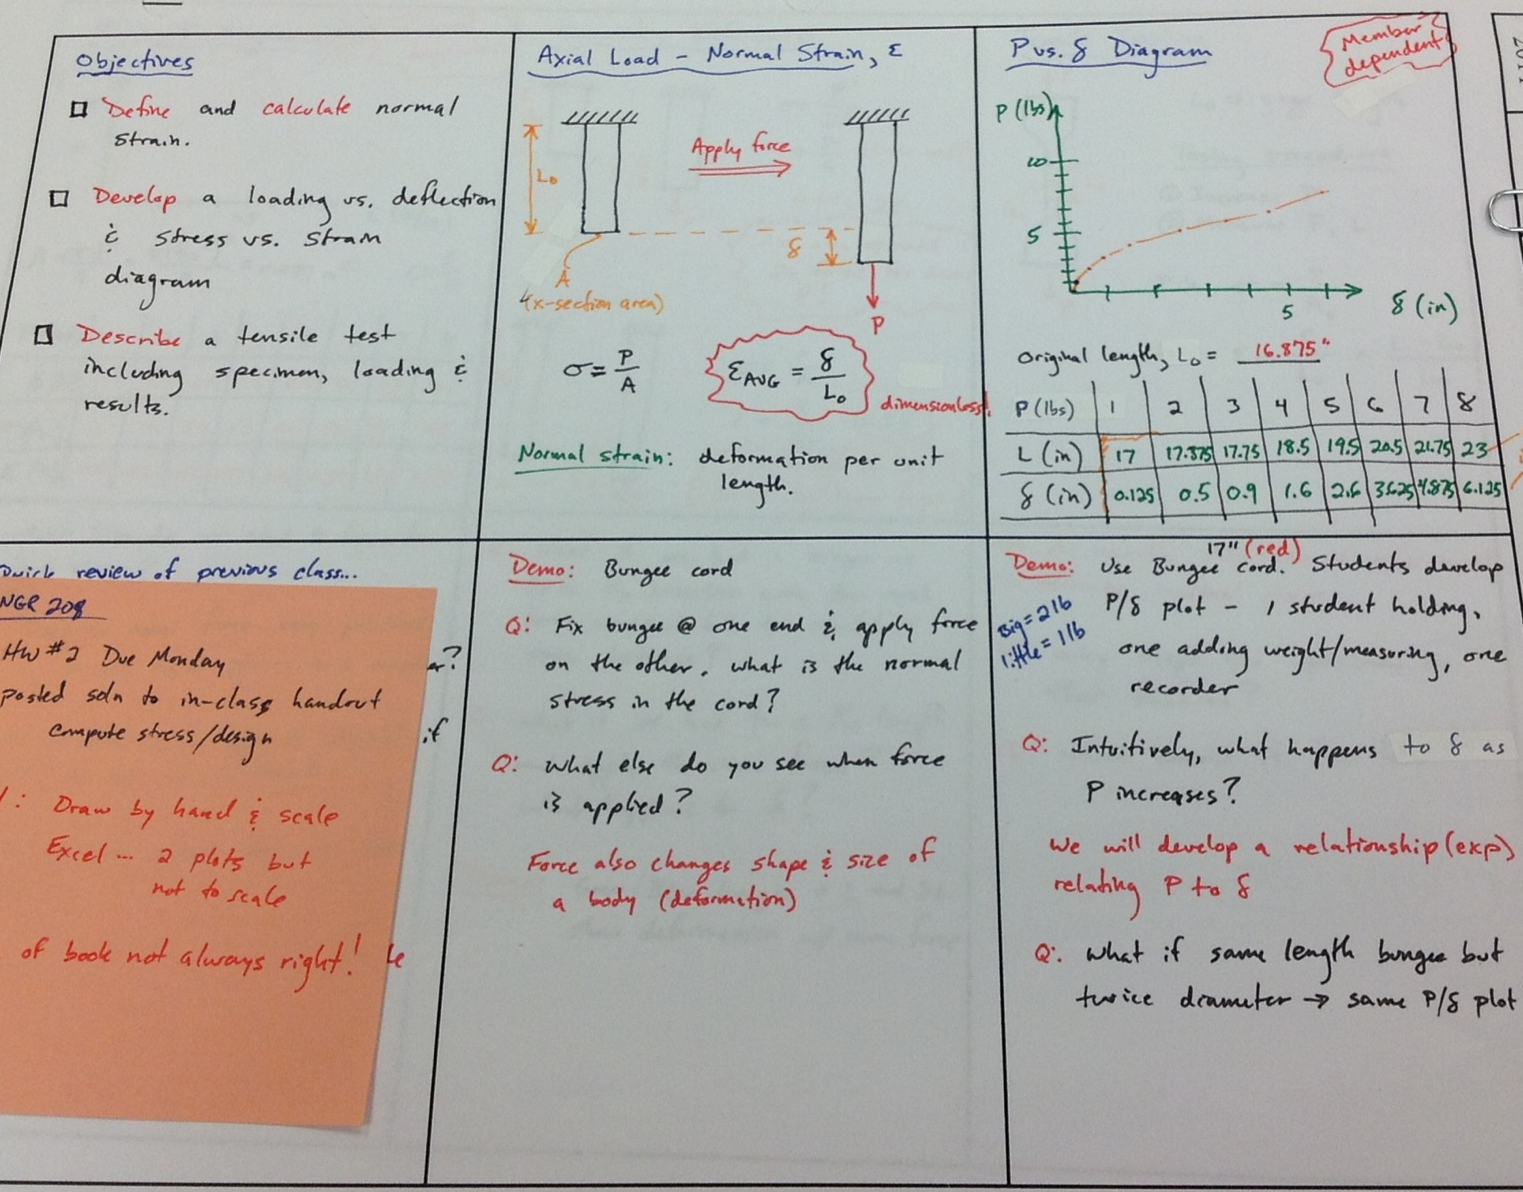 Objectives
☐ Define and calculate normal
strain.
☐ Develop a loading vs. deflection
& stress vs. strain
diagram
☐ Describe a tensile test
including specimen, loading &
results.
Axial Load - Normal Strain, ε
Apply force
L₀
δ
A
(x-section area)
P
σ = P/A
ε_AVG = δ/L₀
dimensionless!
Normal strain: deformation per unit
length.
P vs. δ Diagram
Member
dependent
P (lbs)
10
5
5
δ (in)
Original length, L₀ = 16.875"
P (lbs) 1 2 3 4 5 6 7 8
L (in) 17 17.375 17.75 18.5 19.5 20.5 21.75 23
δ (in) 0.125 0.5 0.9 1.6 2.6 3.625 4.875 6.125
Quick review of previous class...
NGR 208
HW #2 Due Monday
posted soln to in-class handout
compute stress/design
: Draw by hand & scale
Excel... 2 plots but
not to scale
of book not always right!
?
if
Demo: Bungee cord
Q: Fix bungee @ one end & apply force
on the other. what is the normal
stress in the cord?
Q: What else do you see when force
is applied?
Force also changes shape & size of
a body (deformation)
17" (red)
Demo: Use Bungee cord. Students develop
P/δ plot - 1 student holding,
one adding weight/measuring, one
recorder
Big = 2 lb
little = 1 lb
Q: Intuitively, what happens to δ as
P increases?
We will develop a relationship (exp)
relating P to δ
Q: What if same length bungee but
twice diameter → same P/δ plot